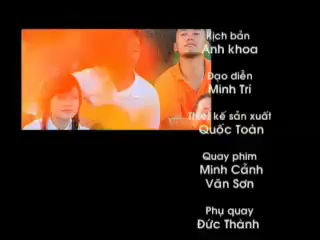 Kịch bản
Anh khoa
Đạo diễn
Minh Trí
Thiết kế sản xuất
Quốc Toàn
Quay phim
Minh Cảnh
Văn Sơn
Phụ quay
Đức Thành